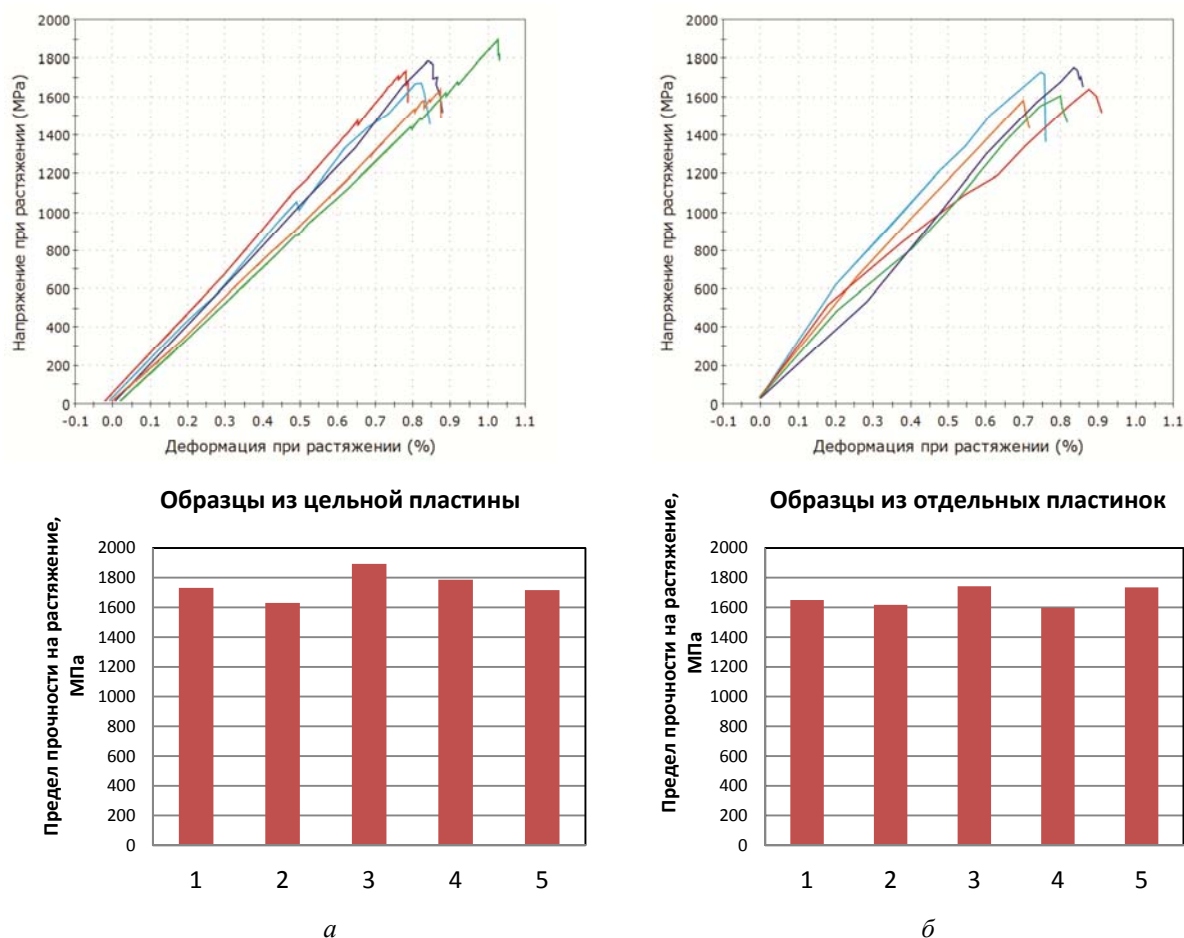 2000
1800
1600
1400
1200
1000
800
600
400
200
0
Напряжение при растяжении (MPa)
-0.1 0.0 0.1 0.2 0.3 0.4 0.5 0.6 0.7 0.8 0.9 1.0 1.1
Деформация при растяжении (%)
2000
1800
1600
1400
1200
1000
800
600
400
200
0
Напряжение при растяжении (MPa)
-0.1 0.0 0.1 0.2 0.3 0.4 0.5 0.6 0.7 0.8 0.9 1.0 1.1
Деформация при растяжении (%)
Образцы из цельной пластины
Предел прочности на растяжение,
МПа
2000
1800
1600
1400
1200
1000
800
600
400
200
0
1 2 3 4 5
а
Образцы из отдельных пластинок
Предел прочности на растяжение,
МПа
2000
1800
1600
1400
1200
1000
800
600
400
200
0
1 2 3 4 5
б